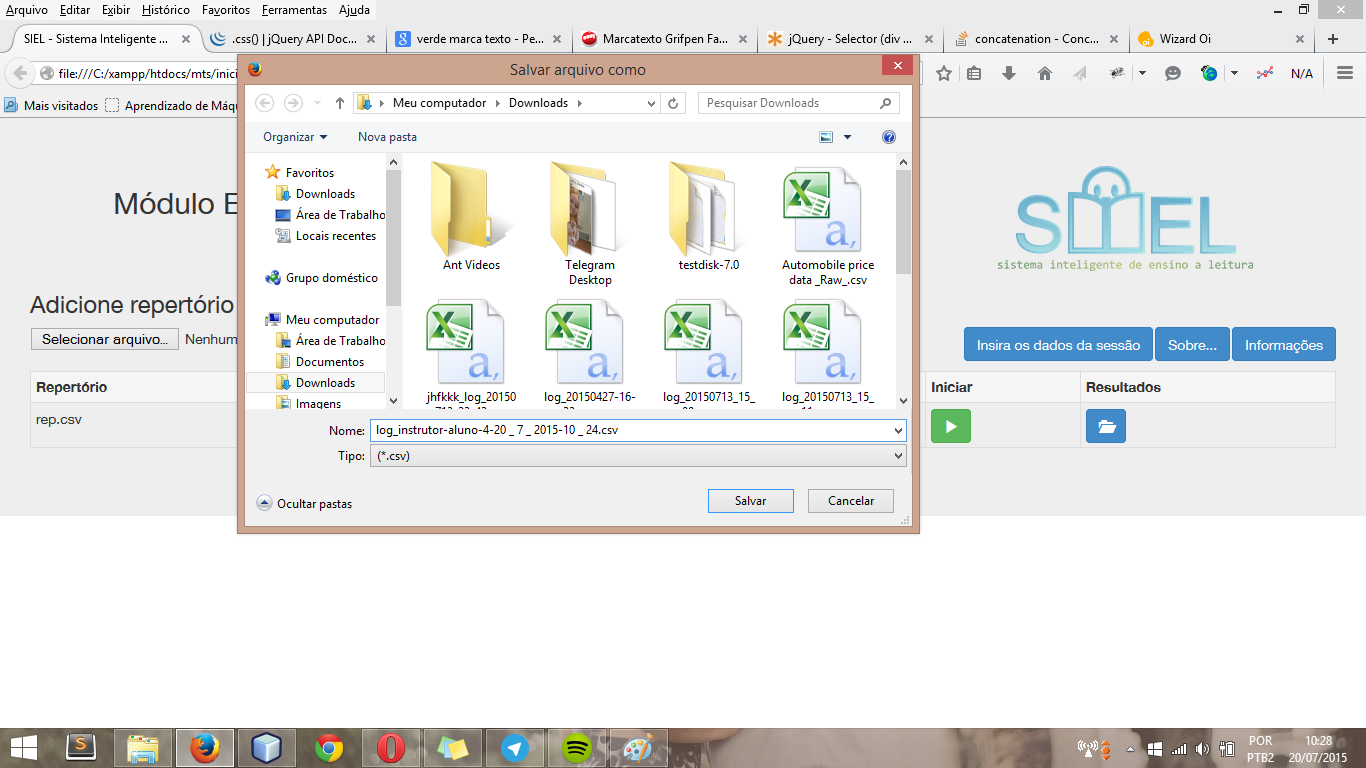 Arquivo Editar Exibir Histórico Favoritos Ferramentas Ajuda
SIEL - Sistema Inteligente ...
.css() | jQuery API Doc...
verde marca texto - Pe...
Marcatexto Grifpen Fa...
jQuery - Selector (div ...
concatenation - Conc...
Wizard Oi
file:///C:/xampp/htdocs/mts/inici
N/A
Mais visitados
Aprendizado de Máqu
Salvar arquivo como
Meu computador
Downloads
Pesquisar Downloads
Organizar
Nova pasta
Favoritos
Downloads
Área de Trabalho
Locais recentes
Grupo doméstico
Meu computador
Área de Trabalho
Documentos
Downloads
Imagens
Ant Videos
Telegram
Desktop
testdisk-7.0
Automobile price
data _Raw_.csv
jhfkkk_log_20150
log_20150427-16-
log_20150713_15_
log_20150713_15_
Nome:
log_instrutor-aluno-4-20 _ 7 _ 2015-10 _ 24.csv
Tipo:
(*.csv)
Ocultar pastas
Salvar
Cancelar
Módulo E
SIEL
sistema inteligente de ensino a leitura
Adicione repertório
Selecionar arquivo...
Nenhum
Insira os dados da sessão
Sobre...
Informações
Repertório
Iniciar
Resultados
rep.csv
POR
PTB2
10:28
20/07/2015